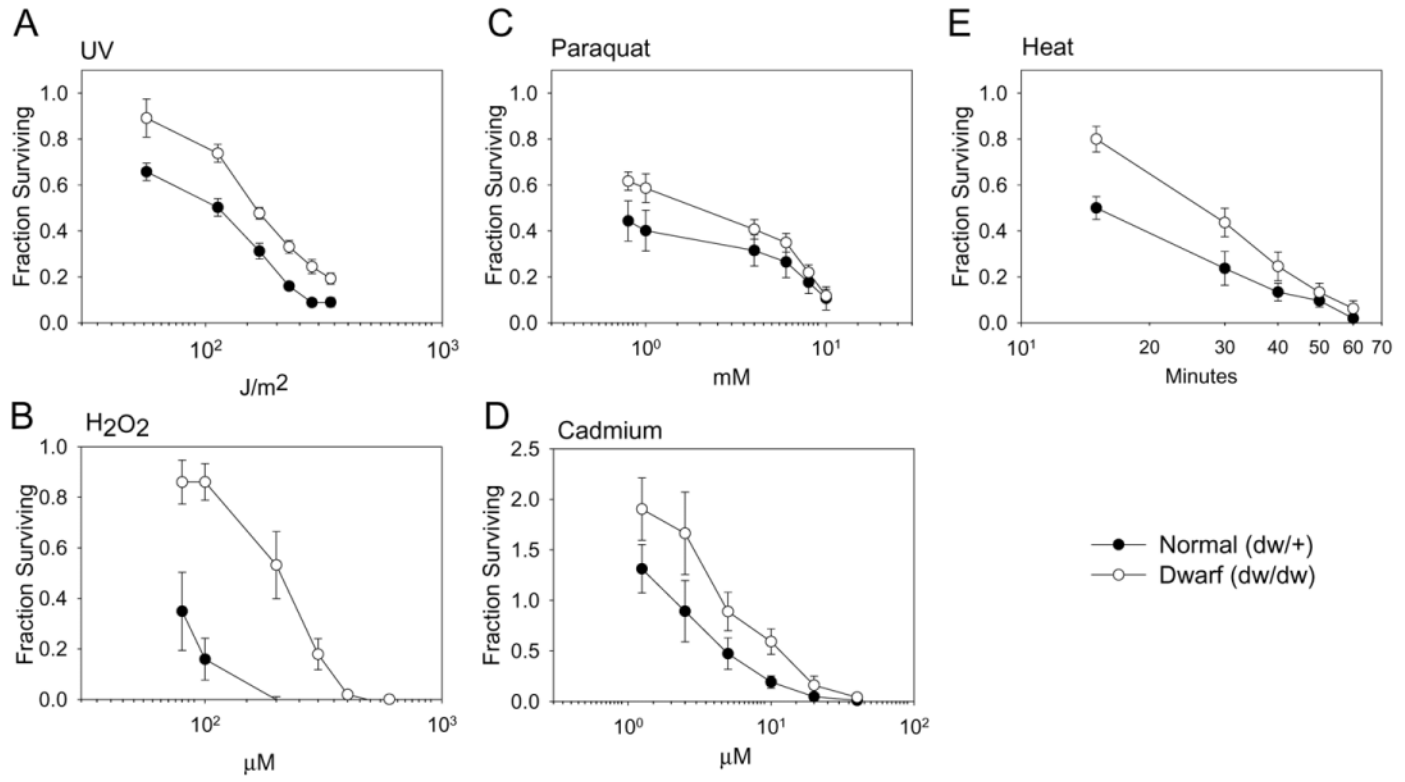 A
UV
Fraction Surviving
1.0
0.8
0.6
0.4
0.2
0.0
10²
10³
J/m²
C
Paraquat
Fraction Surviving
1.0
0.8
0.6
0.4
0.2
0.0
10⁰
10¹
mM
E
Heat
Fraction Surviving
1.0
0.8
0.6
0.4
0.2
0.0
10¹
20
30
40
50
60
70
Minutes
B
H₂O₂
Fraction Surviving
1.0
0.8
0.6
0.4
0.2
0.0
10²
10³
μM
D
Cadmium
Fraction Surviving
2.5
2.0
1.5
1.0
0.5
0.0
10⁰
10¹
10²
μM
Normal (dw/+)
Dwarf (dw/dw)